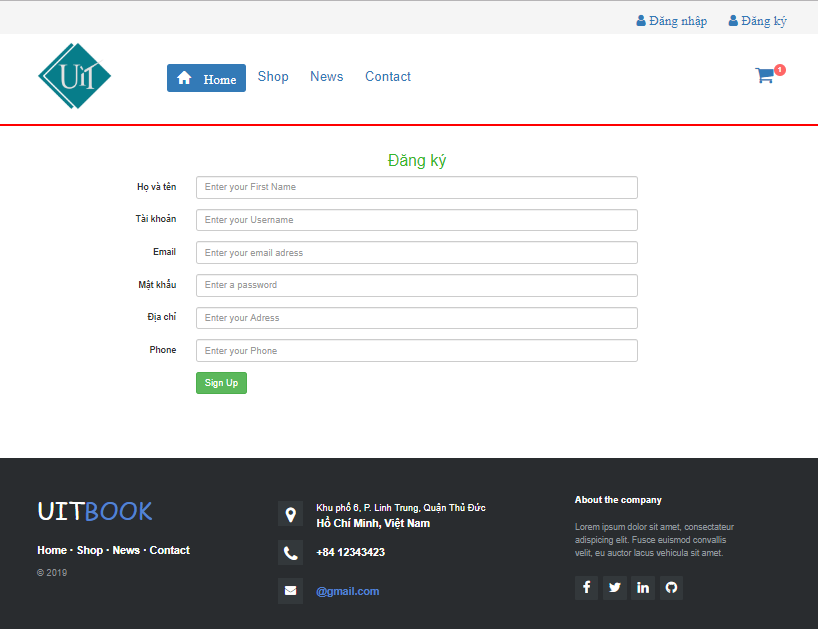 Đăng nhập Đăng ký
UiT
Home Shop News Contact
1
Đăng ký
Họ và tên Enter your First Name
Tài khoản Enter your Username
Email Enter your email adress
Mật khẩu Enter a password
Địa chỉ Enter your Adress
Phone Enter your Phone
Sign Up
UITBOOK
Home · Shop · News · Contact
© 2019
Khu phố 6, P. Linh Trung, Quận Thủ Đức
Hồ Chí Minh, Việt Nam
+84 12343423
@gmail.com
About the company
Lorem ipsum dolor sit amet, consectateur
adispicing elit. Fusce euismod convallis
velit, eu auctor lacus vehicula sit amet.